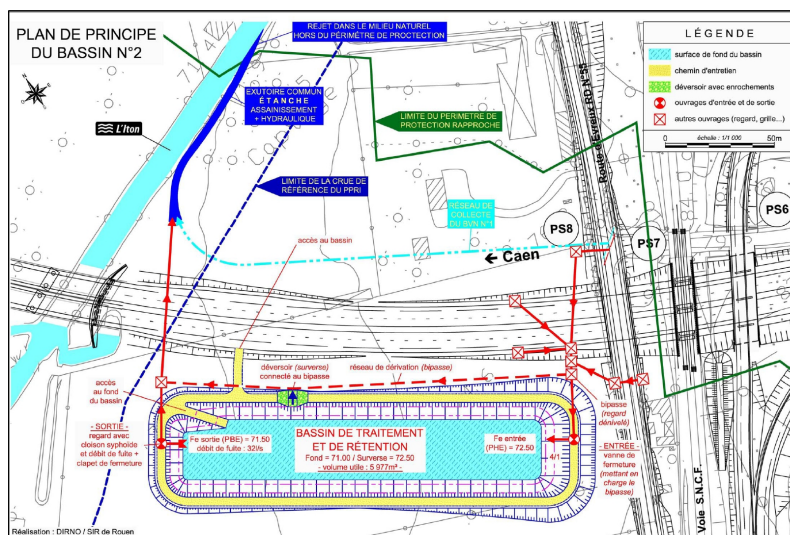 PLAN DE PRINCIPE
DU BASSIN N°2
REJET DANS LE MILIEU NATUREL
HORS DU PÉRIMÈTRE DE PROCTECTION
EXUTOIRE COMMUN
ÉTANCHE
ASSAINISSEMENT
+ HYDRAULIQUE
L'Iton
LIMITE DU PERIMETRE DE
PROTECTION RAPPROCHE
LIMITE DE LA CRUE DE
RÉFÉRENCE DU PPRI
RÉSEAU DE
COLLECTE
DU BVN N°1
Route d'Evreux RD N°55
LÉGENDE
surface de fond du bassin
chemin d'entretien
déversoir avec enrochements
ouvrages d'entrée et de sortie
autres ouvrages (regard, grille...)
échelle : 1/1 000
0
50m
PS8
PS7
PS6
← Caen
accès au bassin
déversoir (surverse)
connecté au bipasse
réseau de dérivation (bipasse)
accès
au fond
du bassin
- SORTIE -
regard avec
cloison syphoïde
et débit de fuite +
clapet de fermeture
Fe sortie (PBE) = 71.50
débit de fuite : 32l/s
BASSIN DE TRAITEMENT
ET DE RÉTENTION
Fond = 71.00 / Surverse = 72.50
- volume utile : 5 977m³ -
Fe entrée
(PHE) = 72.50
4/1
bipasse
(regard
dénivelé)
- ENTRÉE -
vanne de
fermeture
(mettant en
charge le
bipasse)
Voie S.N.C.F.
Réalisation : DIRNO / SIR de Rouen